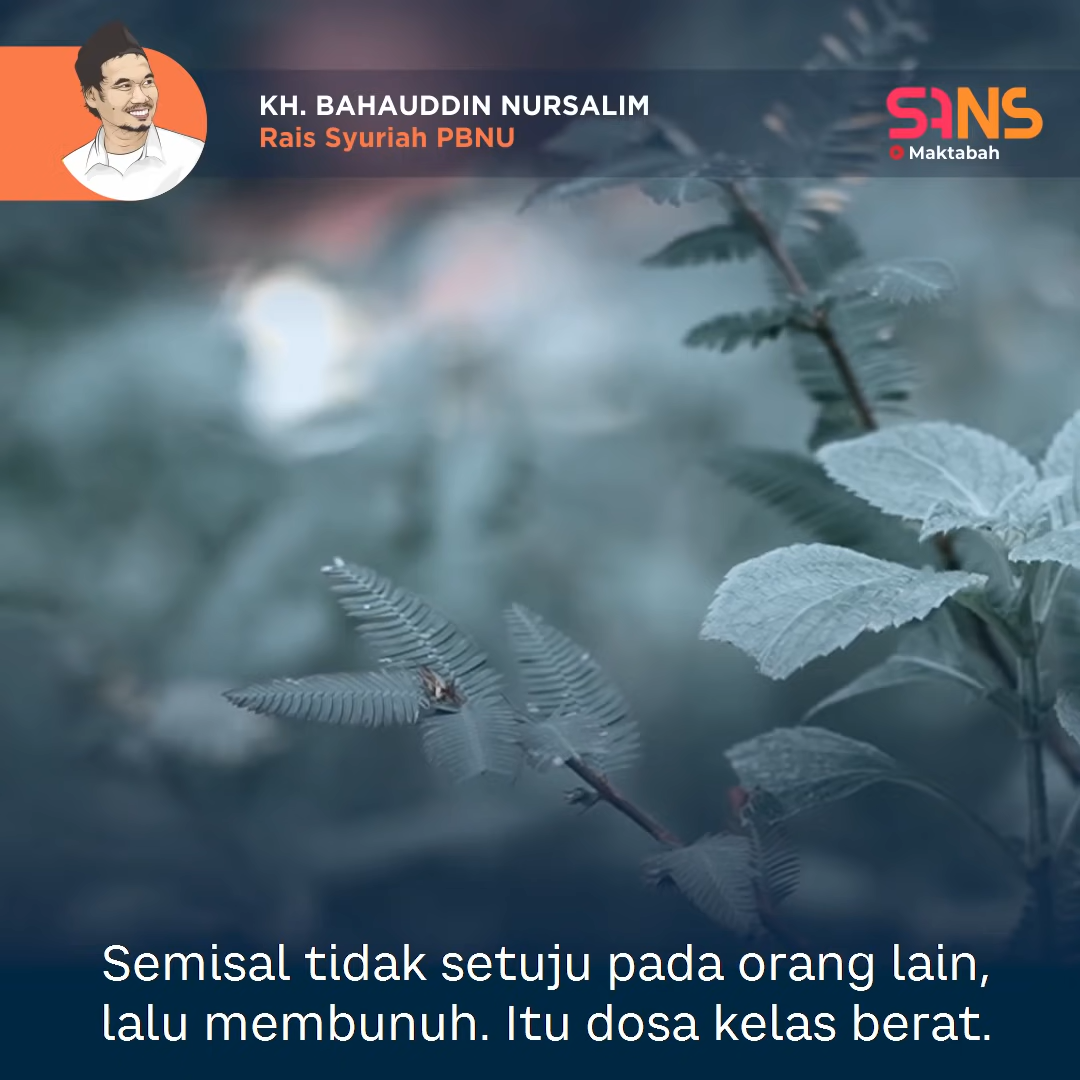 KH. BAHAUDDIN NURSALIM
Rais Syuriah PBNU
SANS
Maktabah
Semisal tidak setuju pada orang lain,
lalu membunuh. Itu dosa kelas berat.